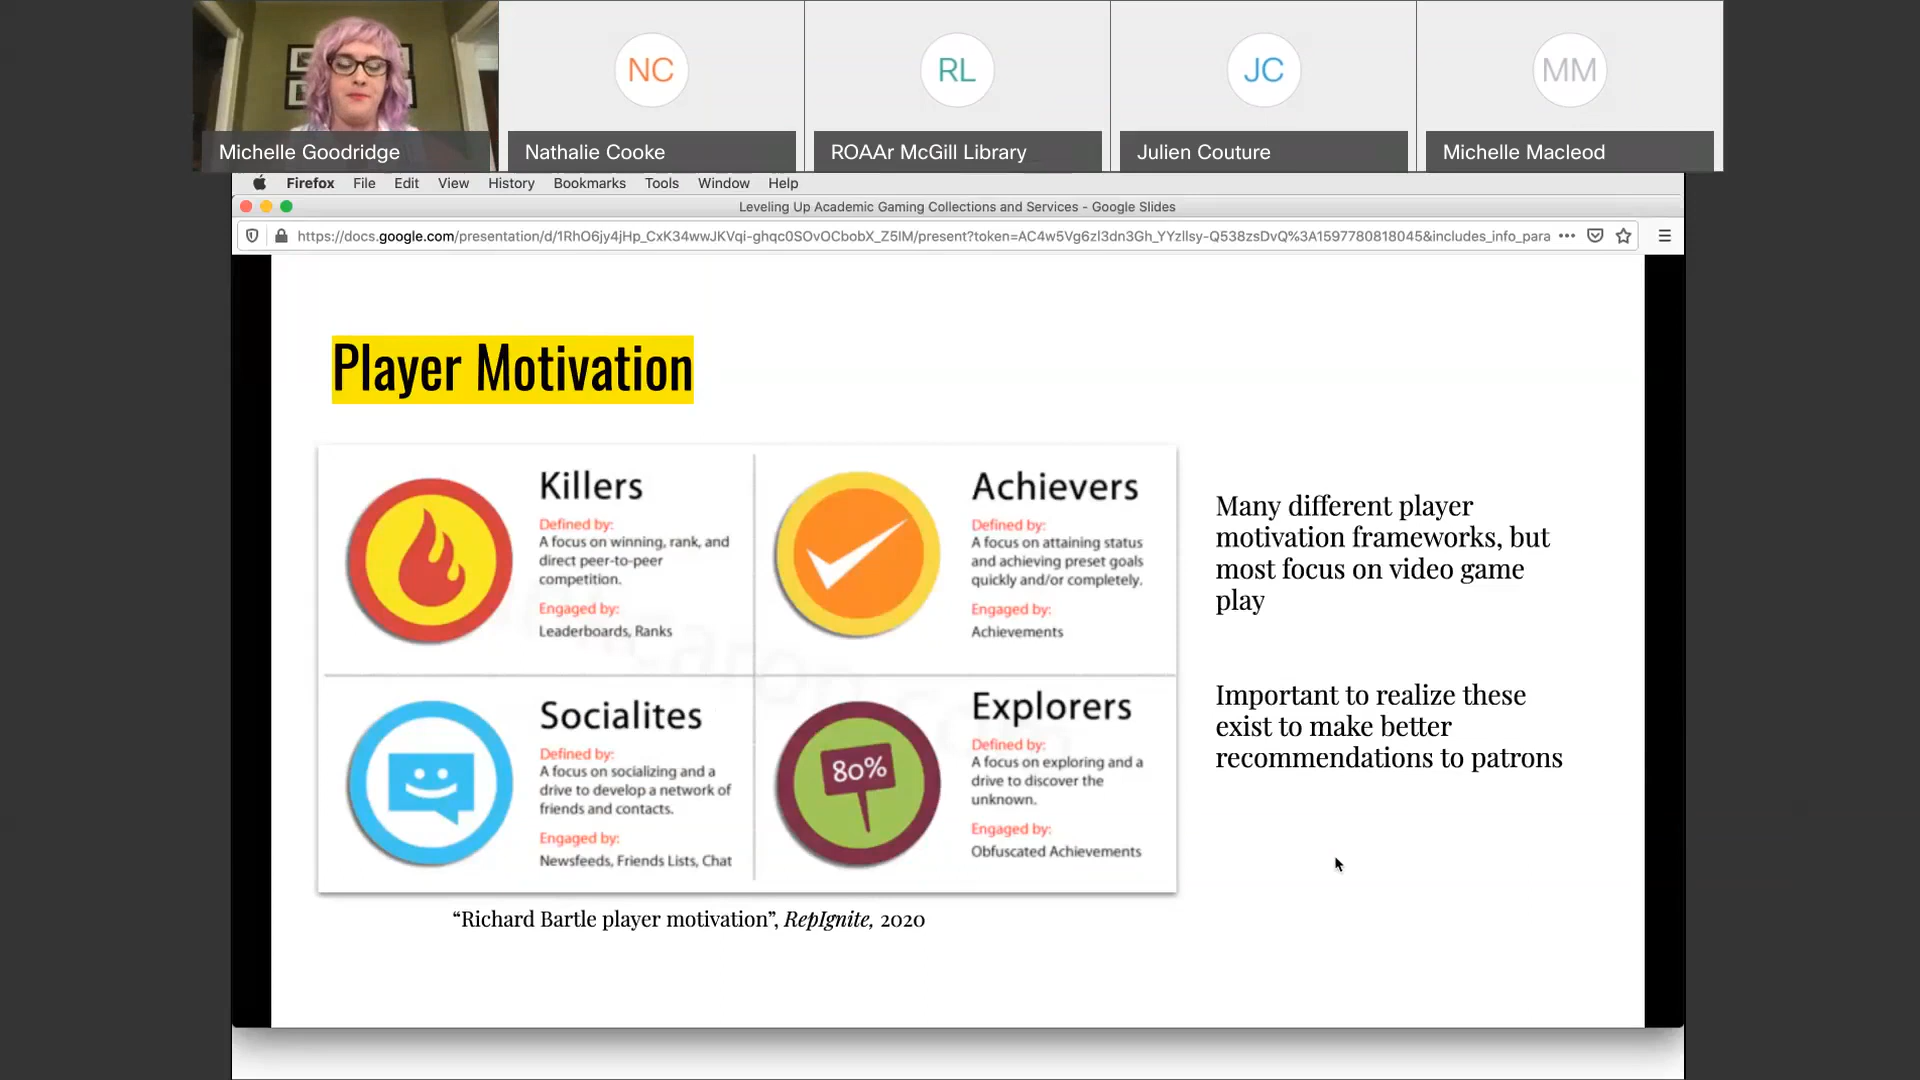 NC
RL
JC
MM
Michelle Goodridge
Nathalie Cooke
ROAAr McGill Library
Julien Couture
Michelle Macleod
Firefox File Edit View History Bookmarks Tools Window Help
Leveling Up Academic Gaming Collections and Services - Google Slides
https://docs.google.com/presentation/d/1RhO6jy4jHp_CxK34wwJKVqi-ghqc0SOvOCbobX_Z5IM/present?token=AC4w5Vg6zl3dn3Gh_YYzllsy-Q538zsDvQ%3A1597780818045&includes_info_para
Player Motivation
Killers
Defined by:
A focus on winning, rank, and
direct peer-to-peer
competition.
Engaged by:
Leaderboards, Ranks
Achievers
Defined by:
A focus on attaining status
and achieving preset goals
quickly and/or completely.
Engaged by:
Achievements
Socialites
Defined by:
A focus on socializing and a
drive to develop a network of
friends and contacts.
Engaged by:
Newsfeeds, Friends Lists, Chat
80%
Explorers
Defined by:
A focus on exploring and a
drive to discover the
unknown.
Engaged by:
Obfuscated Achievements
“Richard Bartle player motivation”, RepIgnite, 2020
Many different player
motivation frameworks, but
most focus on video game
play
Important to realize these
exist to make better
recommendations to patrons